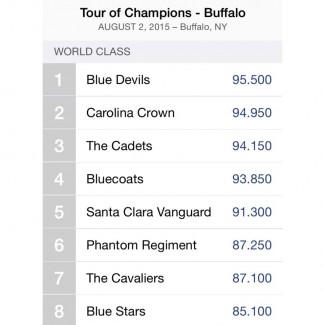 Tour of Champions - Buffalo
AUGUST 2, 2015 – Buffalo, NY
WORLD CLASS
1 Blue Devils 95.500
2 Carolina Crown 94.950
3 The Cadets 94.150
4 Bluecoats 93.850
5 Santa Clara Vanguard 91.300
6 Phantom Regiment 87.250
7 The Cavaliers 87.100
8 Blue Stars 85.100